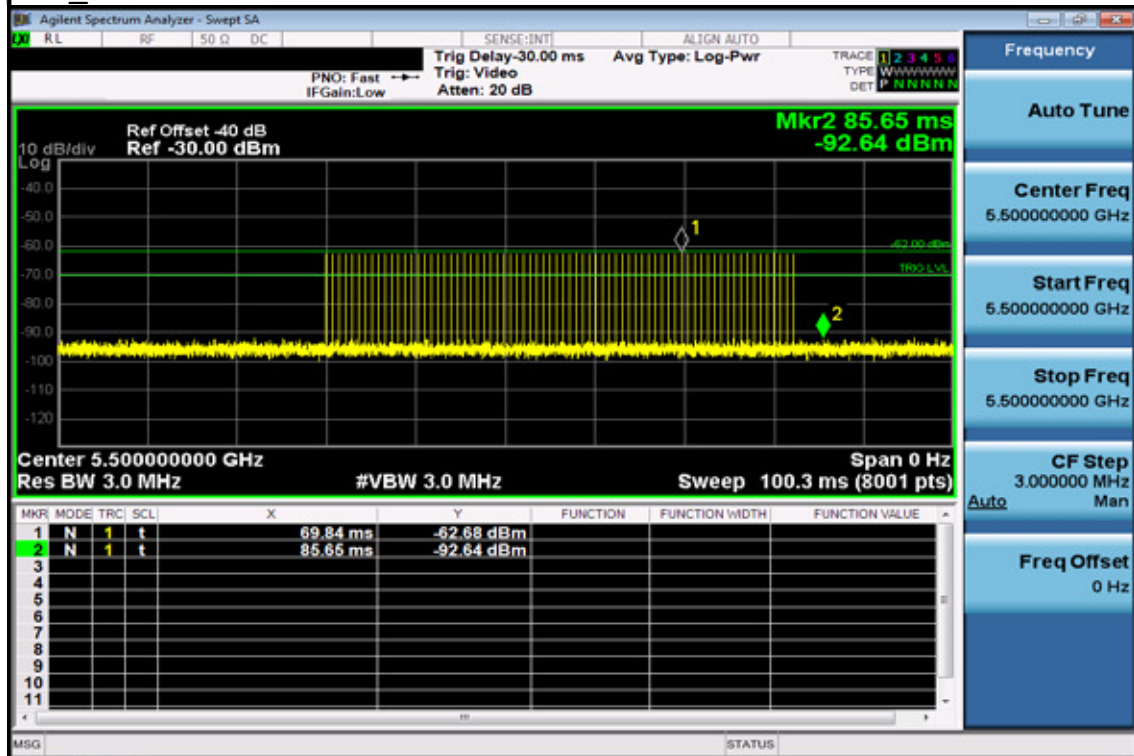 Agilent Spectrum Analyzer - Swept SA
LXI RL RF 50 Ω DC SENSE:INT ALIGN AUTO
Trig Delay-30.00 ms Avg Type: Log-Pwr TRACE 1 2 3 4 5 6
PNO: Fast Trig: Video TYPE WWWWWWW
IFGain:Low Atten: 20 dB DET P N N N N N
Ref Offset -40 dB Mkr2 85.65 ms
10 dB/div Ref -30.00 dBm -92.64 dBm
Log
-40.0
-50.0
1
-60.0 -62.00 dBm
-70.0 TRIG LVL
-80.0
2
-90.0
-100
-110
-120
Center 5.500000000 GHz Span 0 Hz
Res BW 3.0 MHz #VBW 3.0 MHz Sweep 100.3 ms (8001 pts)
MKR MODE TRC SCL X Y FUNCTION FUNCTION WIDTH FUNCTION VALUE
1 N 1 t 69.84 ms -62.68 dBm
2 N 1 t 85.65 ms -92.64 dBm
3
4
5
6
7
8
9
10
11
MSG STATUS
Frequency
Auto Tune
Center Freq
5.500000000 GHz
Start Freq
5.500000000 GHz
Stop Freq
5.500000000 GHz
CF Step
3.000000 MHz
Auto Man
Freq Offset
0 Hz